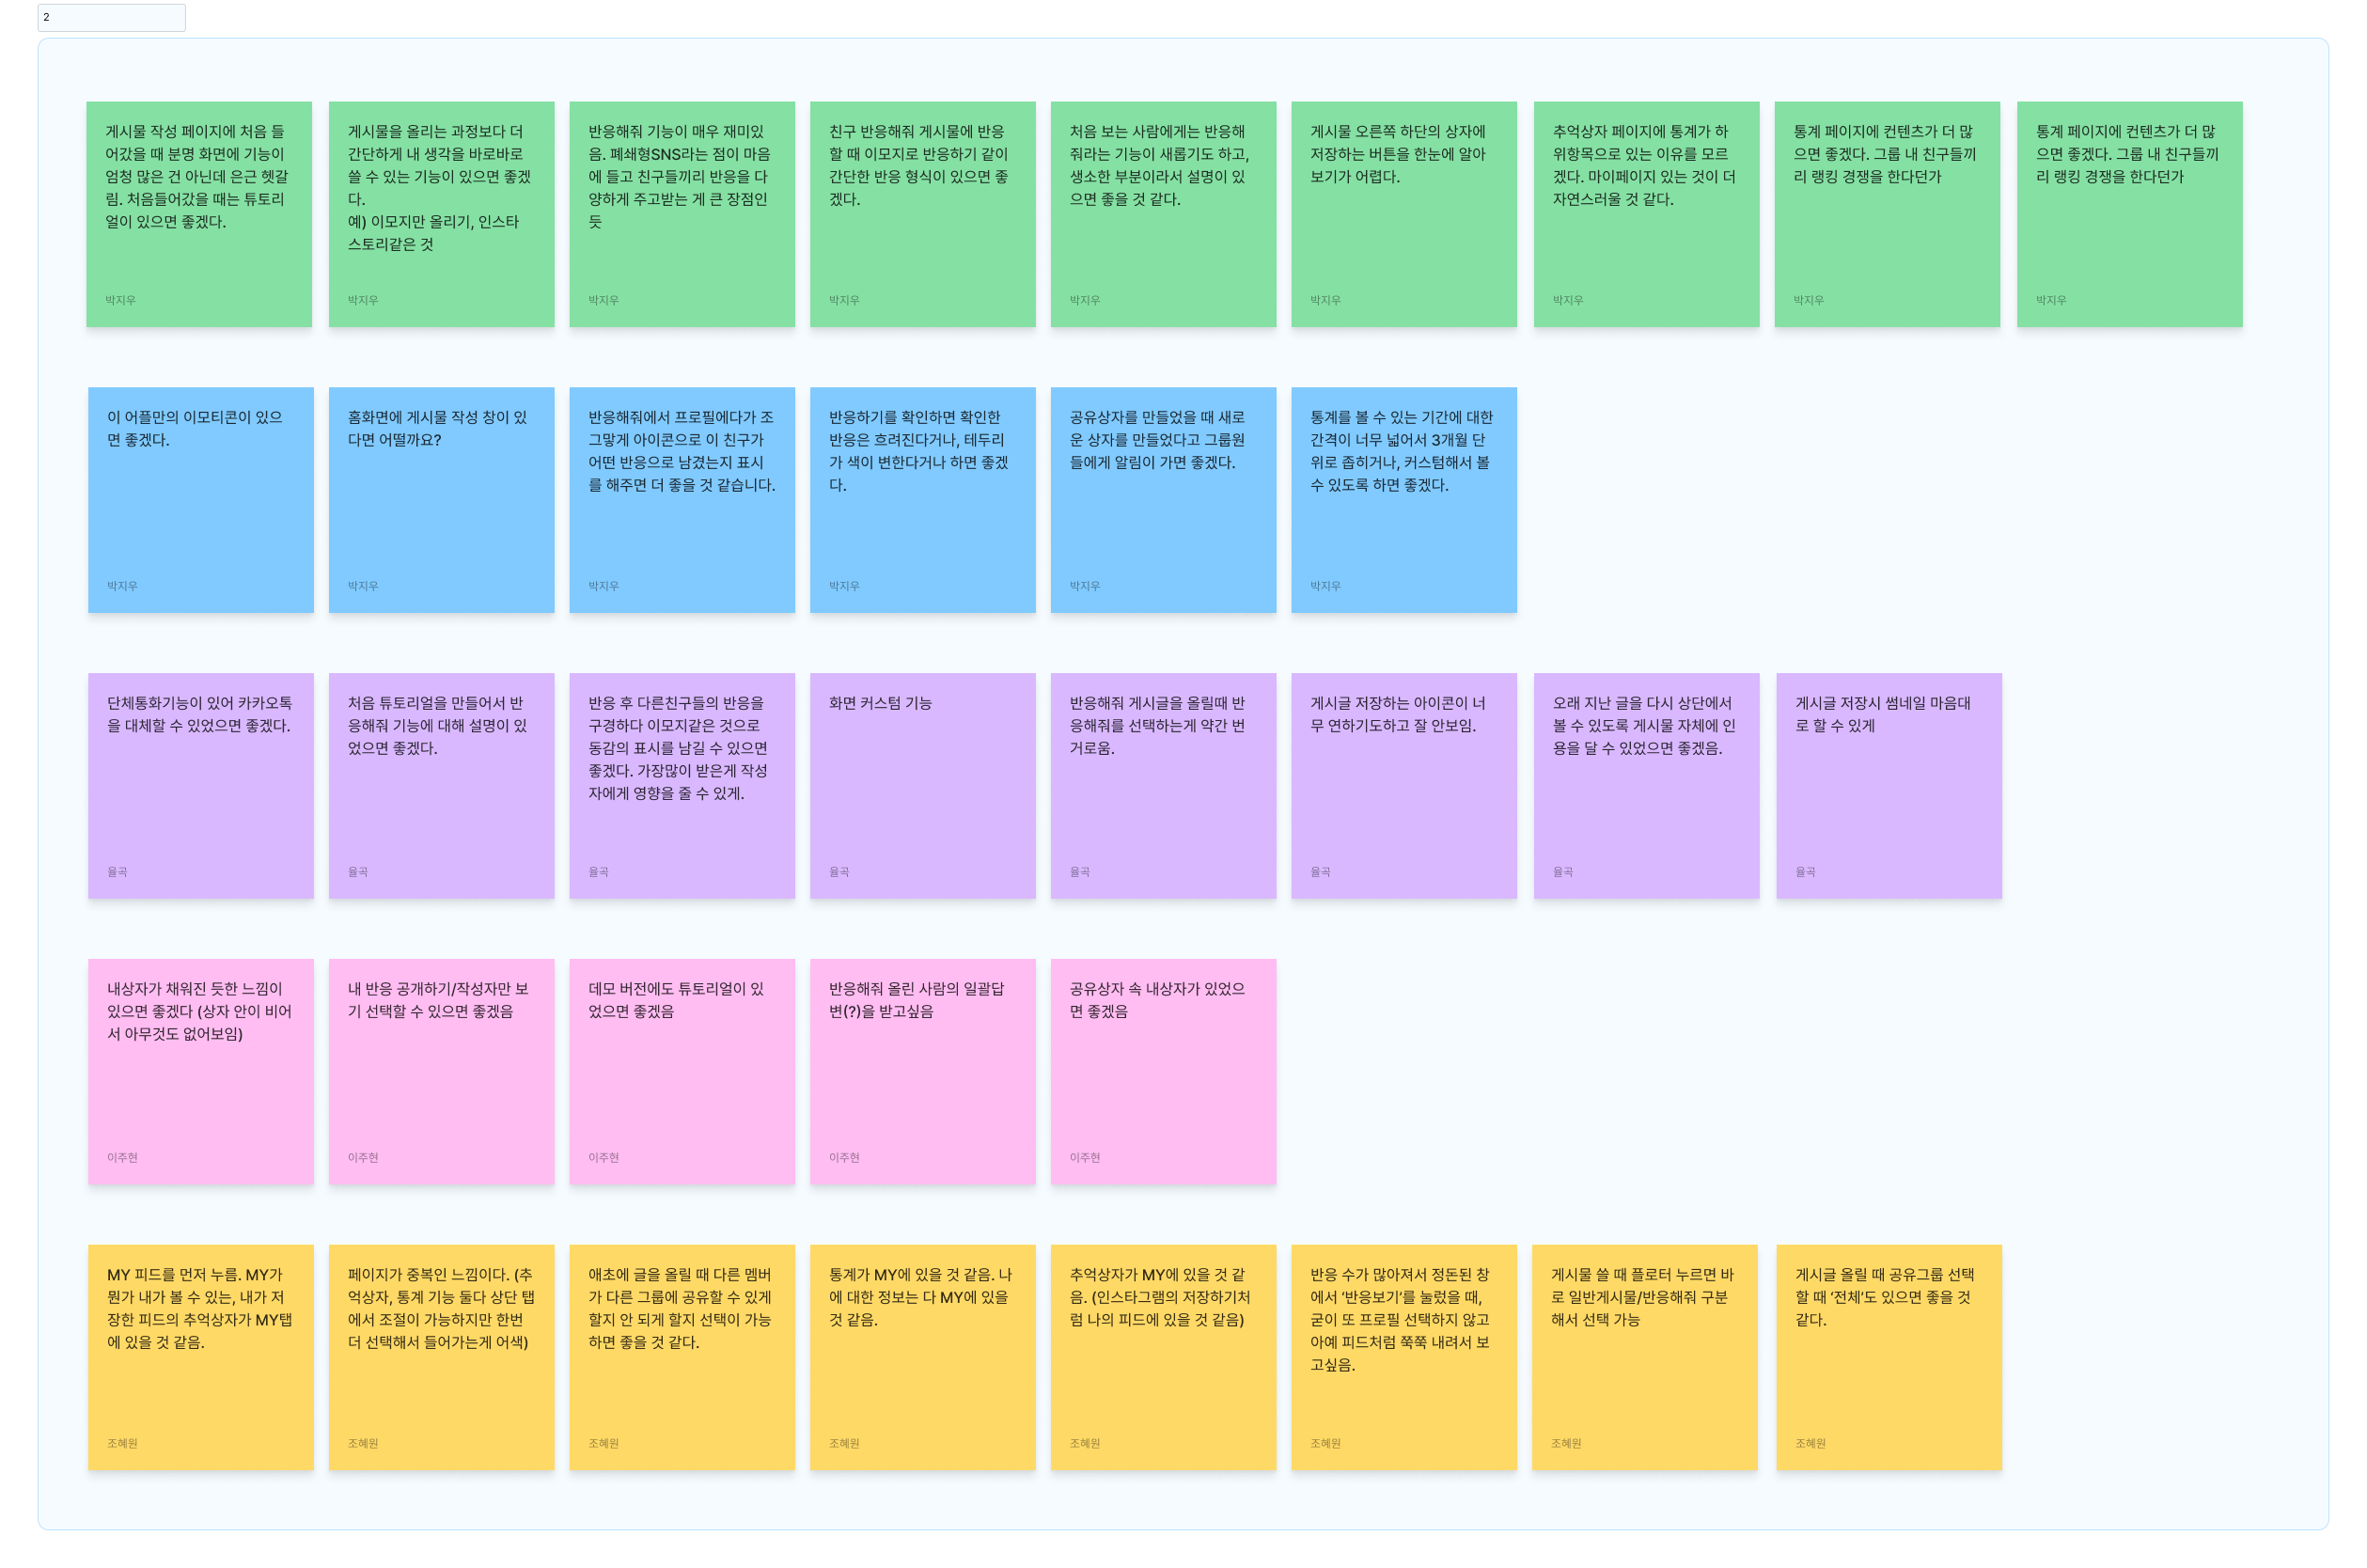 2
게시물 작성 페이지에 처음 들
어갔을 때 분명 화면에 기능이
엄청 많은 건 아닌데 은근 헷갈
림. 처음들어갔을 때는 튜토리
얼이 있으면 좋겠다.
박지우
게시물을 올리는 과정보다 더
간단하게 내 생각을 바로바로
쓸 수 있는 기능이 있으면 좋겠
다.
예) 이모지만 올리기, 인스타
스토리같은 것
박지우
반응해줘 기능이 매우 재미있
음. 폐쇄형SNS라는 점이 마음
에 들고 친구들끼리 반응을 다
양하게 주고받는 게 큰 장점인
듯
박지우
친구 반응해줘 게시물에 반응
할 때 이모지로 반응하기 같이
간단한 반응 형식이 있으면 좋
겠다.
박지우
처음 보는 사람에게는 반응해
줘라는 기능이 새롭기도 하고,
생소한 부분이라서 설명이 있
으면 좋을 것 같다.
박지우
게시물 오른쪽 하단의 상자에
저장하는 버튼을 한눈에 알아
보기가 어렵다.
박지우
추억상자 페이지에 통계가 하
위항목으로 있는 이유를 모르
겠다. 마이페이지 있는 것이 더
자연스러울 것 같다.
박지우
통계 페이지에 컨텐츠가 더 많
으면 좋겠다. 그룹 내 친구들끼
리 랭킹 경쟁을 한다던가
박지우
통계 페이지에 컨텐츠가 더 많
으면 좋겠다. 그룹 내 친구들끼
리 랭킹 경쟁을 한다던가
박지우
이 어플만의 이모티콘이 있으
면 좋겠다.
박지우
홈화면에 게시물 작성 창이 있
다면 어떨까요?
박지우
반응해줘에서 프로필에다가 조
그맣게 아이콘으로 이 친구가
어떤 반응으로 남겼는지 표시
를 해주면 더 좋을 것 같습니다.
박지우
반응하기를 확인하면 확인한
반응은 흐려진다거나, 테두리
가 색이 변한다거나 하면 좋겠
다.
박지우
공유상자를 만들었을 때 새로
운 상자를 만들었다고 그룹원
들에게 알림이 가면 좋겠다.
박지우
통계를 볼 수 있는 기간에 대한
간격이 너무 넓어서 3개월 단
위로 좁히거나, 커스텀해서 볼
수 있도록 하면 좋겠다.
박지우
단체통화기능이 있어 카카오톡
을 대체할 수 있었으면 좋겠다.
율곡
처음 튜토리얼을 만들어서 반
응해줘 기능에 대해 설명이 있
었으면 좋겠다.
율곡
반응 후 다른친구들의 반응을
구경하다 이모지같은 것으로
동감의 표시를 남길 수 있으면
좋겠다. 가장많이 받은게 작성
자에게 영향을 줄 수 있게.
율곡
화면 커스텀 기능
율곡
반응해줘 게시글을 올릴때 반
응해줘를 선택하는게 약간 번
거로움.
율곡
게시글 저장하는 아이콘이 너
무 연하기도하고 잘 안보임.
율곡
오래 지난 글을 다시 상단에서
볼 수 있도록 게시물 자체에 인
용을 달 수 있었으면 좋겠음.
율곡
게시글 저장시 썸네일 마음대
로 할 수 있게
율곡
내상자가 채워진 듯한 느낌이
있으면 좋겠다 (상자 안이 비어
서 아무것도 없어보임)
이주현
내 반응 공개하기/작성자만 보
기 선택할 수 있으면 좋겠음
이주현
데모 버전에도 튜토리얼이 있
었으면 좋겠음
이주현
반응해줘 올린 사람의 일괄답
변(?)을 받고싶음
이주현
공유상자 속 내상자가 있었으
면 좋겠음
이주현
MY 피드를 먼저 누름. MY가
뭔가 내가 볼 수 있는, 내가 저
장한 피드의 추억상자가 MY탭
에 있을 것 같음.
조혜원
페이지가 중복인 느낌이다. (추
억상자, 통계 기능 둘다 상단 탭
에서 조절이 가능하지만 한번
더 선택해서 들어가는게 어색)
조혜원
애초에 글을 올릴 때 다른 멤버
가 다른 그룹에 공유할 수 있게
할지 안 되게 할지 선택이 가능
하면 좋을 것 같다.
조혜원
통계가 MY에 있을 것 같음. 나
에 대한 정보는 다 MY에 있을
것 같음.
조혜원
추억상자가 MY에 있을 것 같
음. (인스타그램의 저장하기처
럼 나의 피드에 있을 것 같음)
조혜원
반응 수가 많아져서 정돈된 창
에서 ‘반응보기’를 눌렀을 때,
굳이 또 프로필 선택하지 않고
아예 피드처럼 쭉쭉 내려서 보
고싶음.
조혜원
게시물 쓸 때 플로터 누르면 바
로 일반게시물/반응해줘 구분
해서 선택 가능
조혜원
게시글 올릴 때 공유그룹 선택
할 때 ‘전체’도 있으면 좋을 것
같다.
조혜원